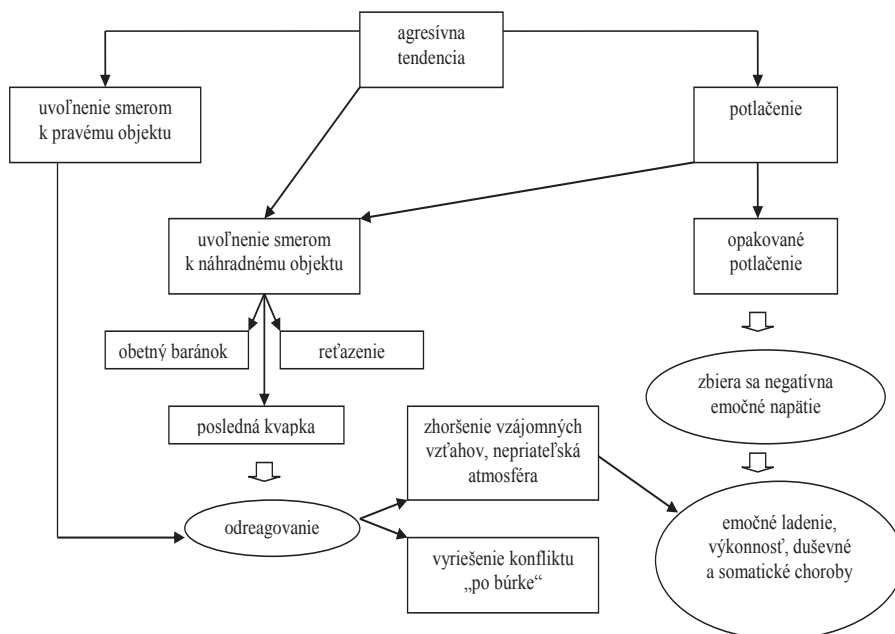 agresívna
tendencia
uvoľnenie smerom
k pravému objektu
potlačenie
uvoľnenie smerom
k náhradnému objektu
opakované
potlačenie
obetný baránok
reťazenie
zbiera sa negatívna
emočné napätie
posledná kvapka
zhoršenie vzájomných
vzťahov, nepriateľská
atmosféra
odreagovanie
emočné ladenie,
výkonnosť, duševné
a somatické choroby
vyriešenie konfliktu
„po búrke“